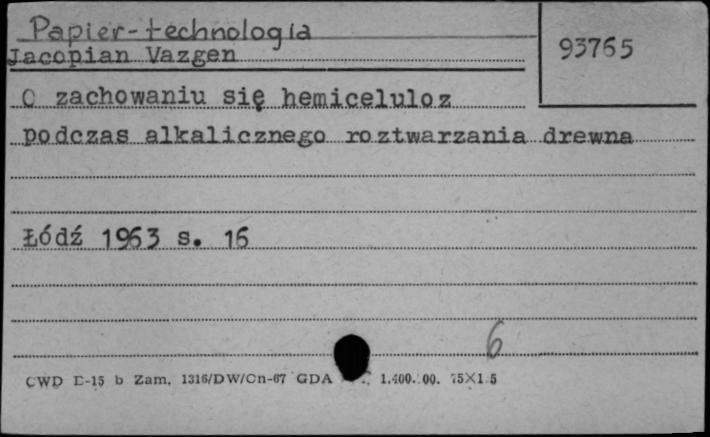 Papier-technologia
93765
Jacopian Vazgen
O zachowaniu się hemiceluloz
podczas alkalicznego roztwarzania drewna
Łódź 1963 s. 16
6
CWD E-15 b Zam. 1316/DW/On-67 GDA 1.400. 00. 75X1 5